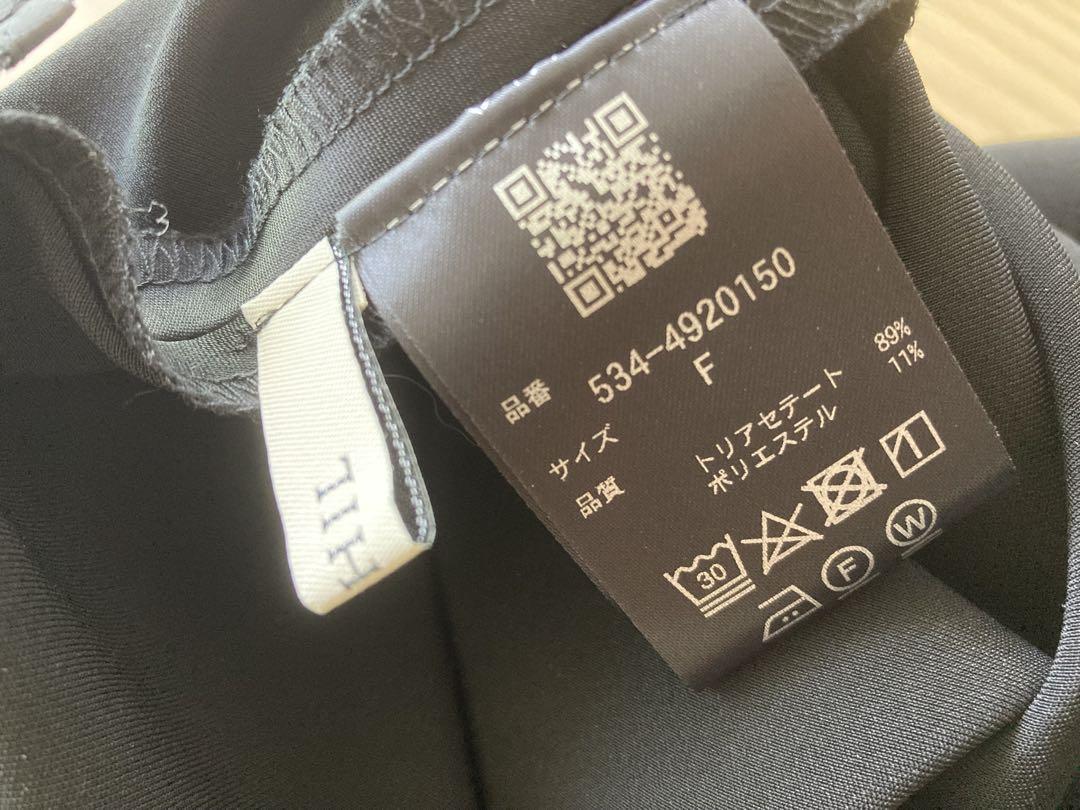 品番 534-4920150
サイズ F
品質 トリアセテート 89%
ポリエステル 11%
30
F
W